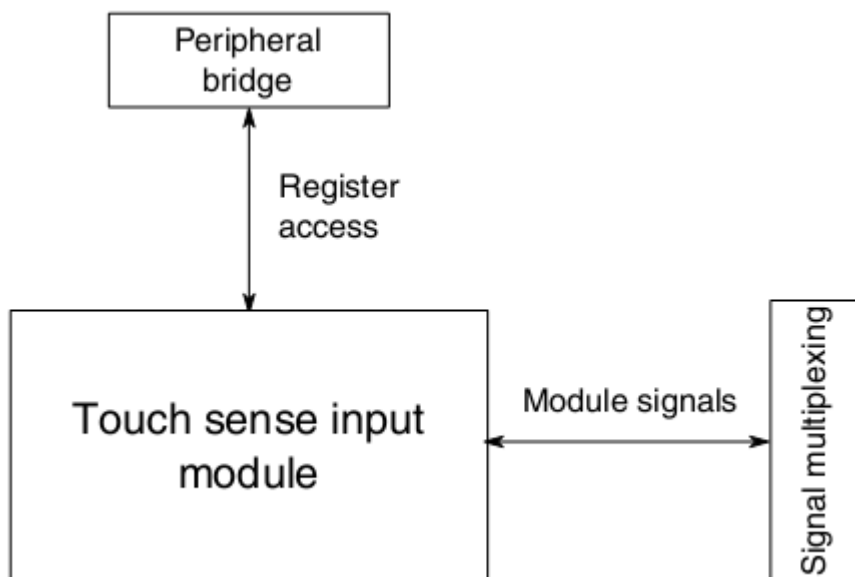 Peripheral
bridge
Register
access
Touch sense input
module
Module signals
Signal multiplexing